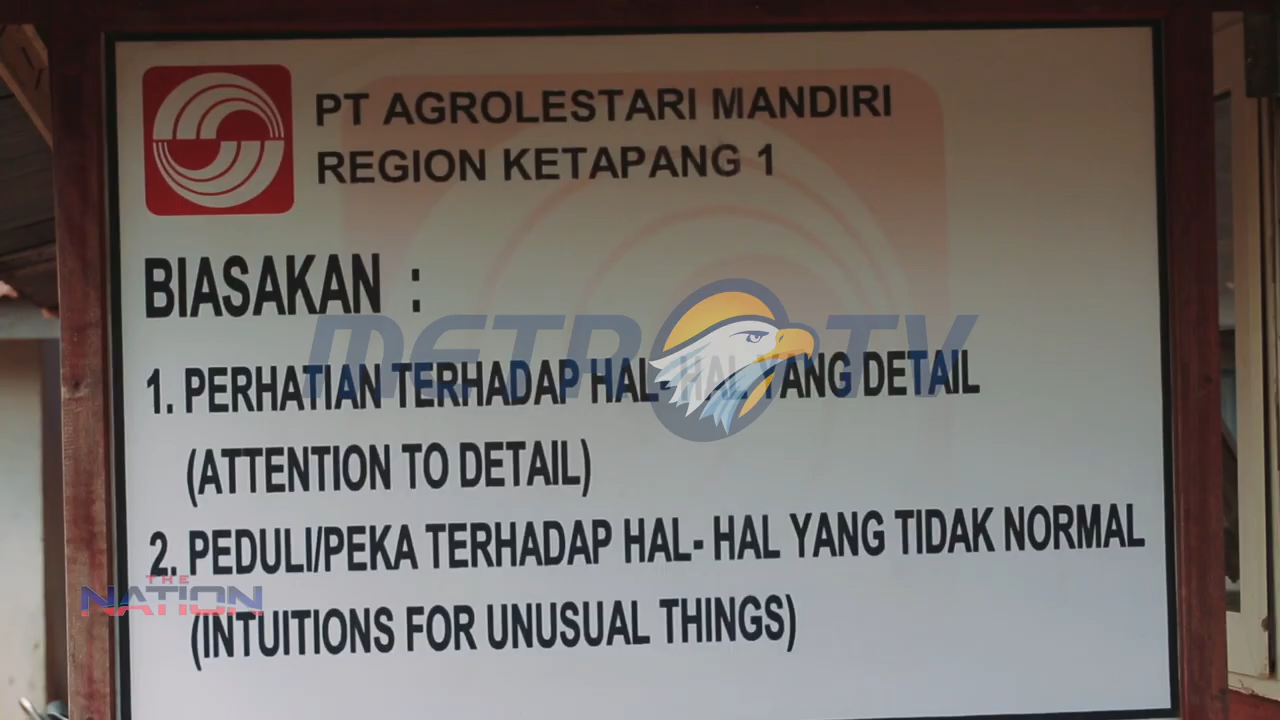 PT AGROLESTARI MANDIRI
REGION KETAPANG 1
BIASAKAN :
METRO TV
1. PERHATIAN TERHADAP HAL- HAL YANG DETAIL
(ATTENTION TO DETAIL)
2. PEDULI/PEKA TERHADAP HAL- HAL YANG TIDAK NORMAL
THE
NATION
(INTUITIONS FOR UNUSUAL THINGS)